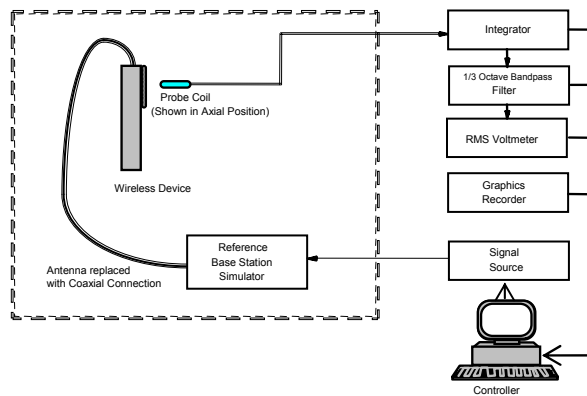 Integrator
1/3 Octave Bandpass
Filter
RMS Voltmeter
Graphics
Recorder
Signal
Source
Controller
Probe Coil
(Shown in Axial Position)
Wireless Device
Reference
Base Station
Simulator
Antenna replaced
with Coaxial Connection